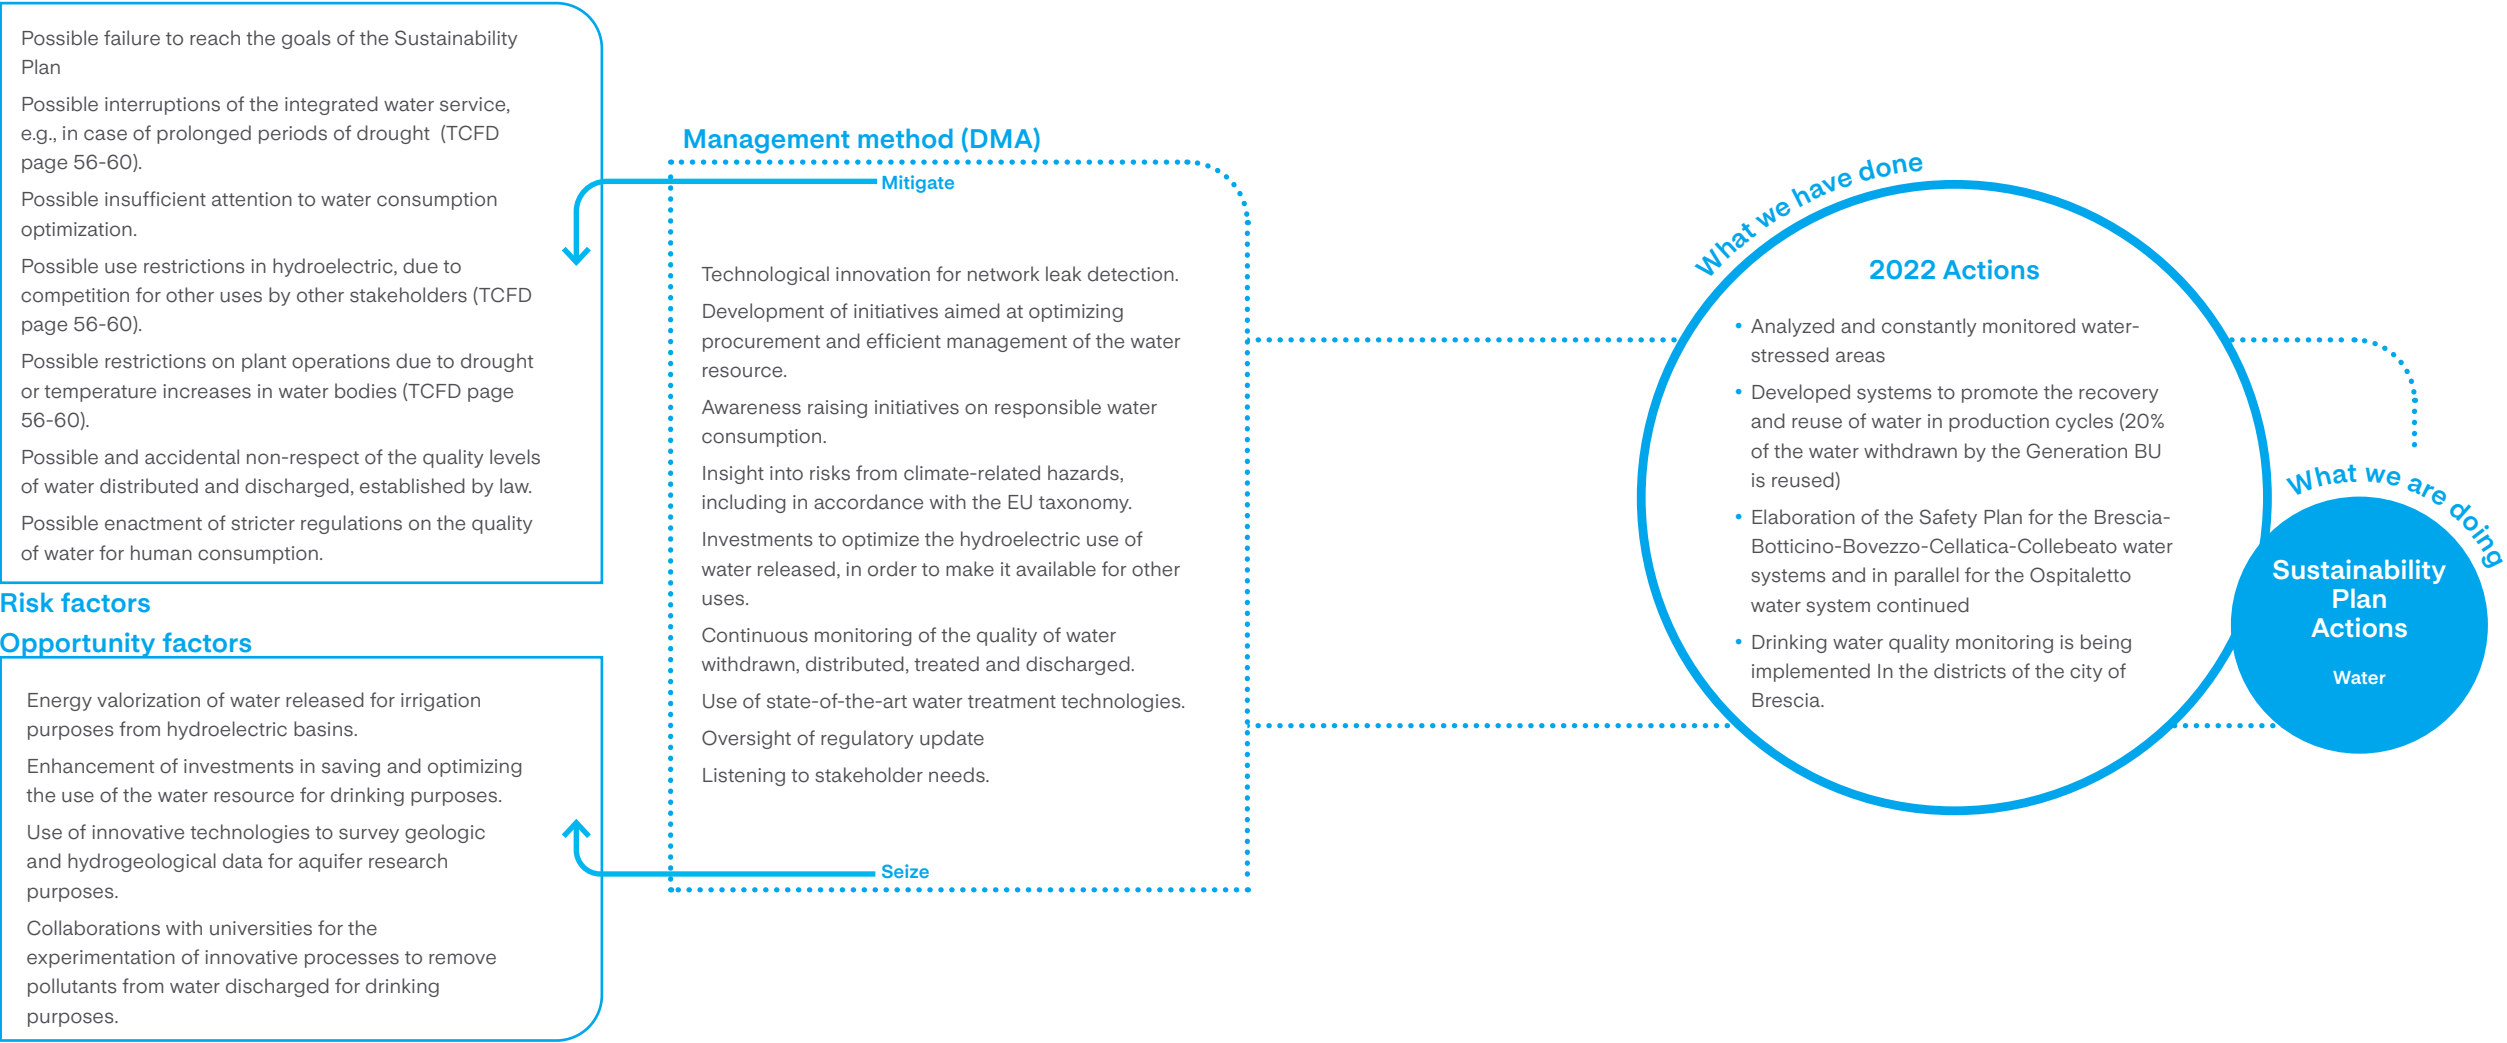 Possible failure to reach the goals of the Sustainability
Plan
Possible interruptions of the integrated water service,
e.g., in case of prolonged periods of drought (TCFD
page 56-60).
Possible insufficient attention to water consumption
optimization.
Possible use restrictions in hydroelectric, due to
competition for other uses by other stakeholders (TCFD
page 56-60).
Possible restrictions on plant operations due to drought
or temperature increases in water bodies (TCFD page
56-60).
Possible and accidental non-respect of the quality levels
of water distributed and discharged, established by law.
Possible enactment of stricter regulations on the quality
of water for human consumption.
Risk factors
Opportunity factors
Energy valorization of water released for irrigation
purposes from hydroelectric basins.
Enhancement of investments in saving and optimizing
the use of the water resource for drinking purposes.
Use of innovative technologies to survey geologic
and hydrogeological data for aquifer research
purposes.
Collaborations with universities for the
experimentation of innovative processes to remove
pollutants from water discharged for drinking
purposes.
Management method (DMA)
Mitigate
Technological innovation for network leak detection.
Development of initiatives aimed at optimizing
procurement and efficient management of the water
resource.
Awareness raising initiatives on responsible water
consumption.
Insight into risks from climate-related hazards,
including in accordance with the EU taxonomy.
Investments to optimize the hydroelectric use of
water released, in order to make it available for other
uses.
Continuous monitoring of the quality of water
withdrawn, distributed, treated and discharged.
Use of state-of-the-art water treatment technologies.
Oversight of regulatory update
Listening to stakeholder needs.
Seize
What we have done
2022 Actions
• Analyzed and constantly monitored water-
stressed areas
• Developed systems to promote the recovery
and reuse of water in production cycles (20%
of the water withdrawn by the Generation BU
is reused)
• Elaboration of the Safety Plan for the Brescia-
Botticino-Bovezzo-Cellatica-Collebeato water
systems and in parallel for the Ospitaletto
water system continued
• Drinking water quality monitoring is being
implemented In the districts of the city of
Brescia.
What we are doing
Sustainability
Plan
Actions
Water